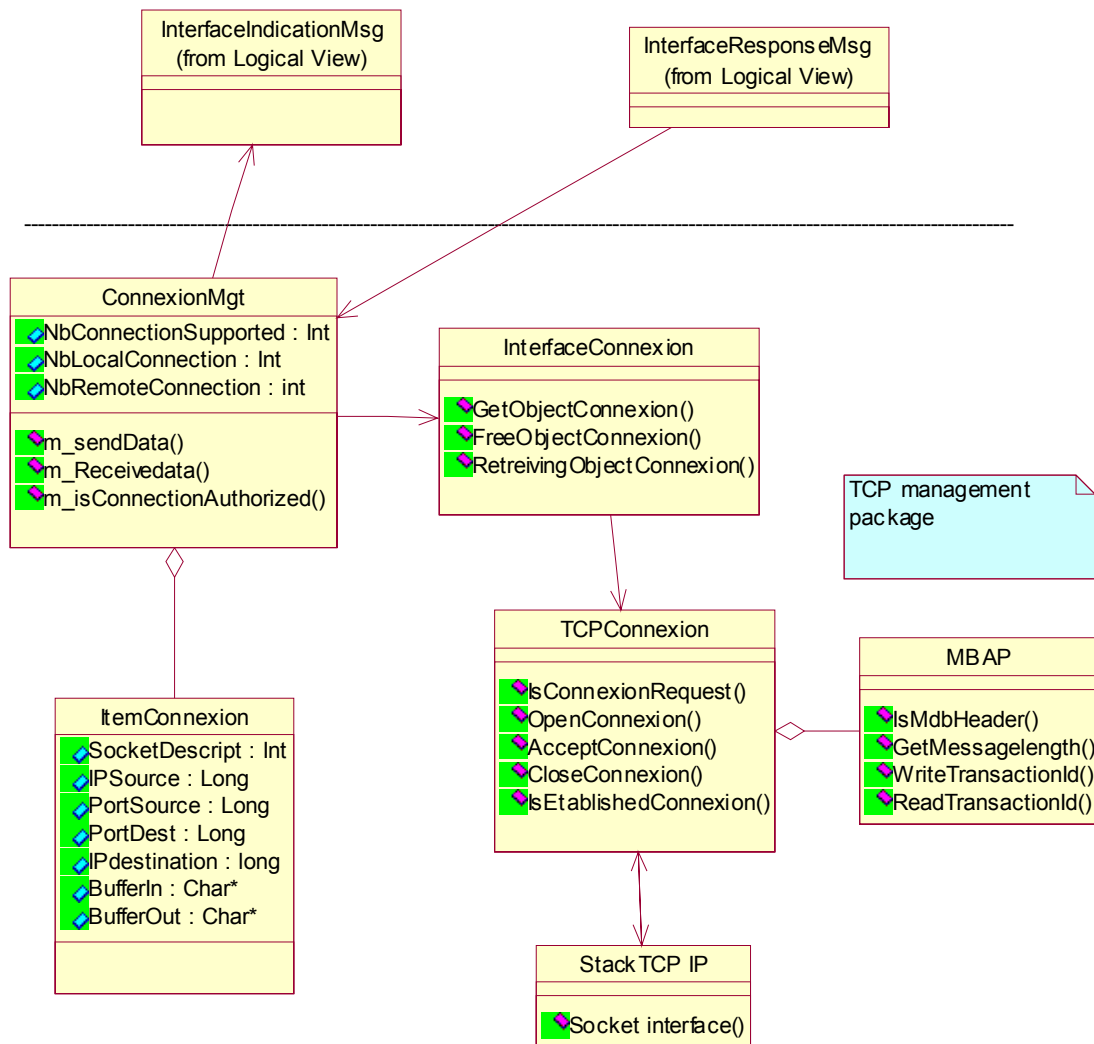 InterfaceIndicationMsg
(from Logical View)
InterfaceResponseMsg
(from Logical View)
ConnexionMgt
NbConnectionSupported : Int
NbLocalConnection : Int
NbRemoteConnection : int
m_sendData()
m_Receivedata()
m_isConnectionAuthorized()
InterfaceConnexion
GetObjectConnexion()
FreeObjectConnexion()
RetreivingObjectConnexion()
TCP management
package
TCPConnexion
IsConnexionRequest()
OpenConnexion()
AcceptConnexion()
CloseConnexion()
IsEtablishedConnexion()
MBAP
IsMdbHeader()
GetMessagelength()
WriteTransactionId()
ReadTransactionId()
ItemConnexion
SocketDescript : Int
IPSource : Long
PortSource : Long
PortDest : Long
IPdestination : long
BufferIn : Char*
BufferOut : Char*
StackTCP IP
Socket interface()